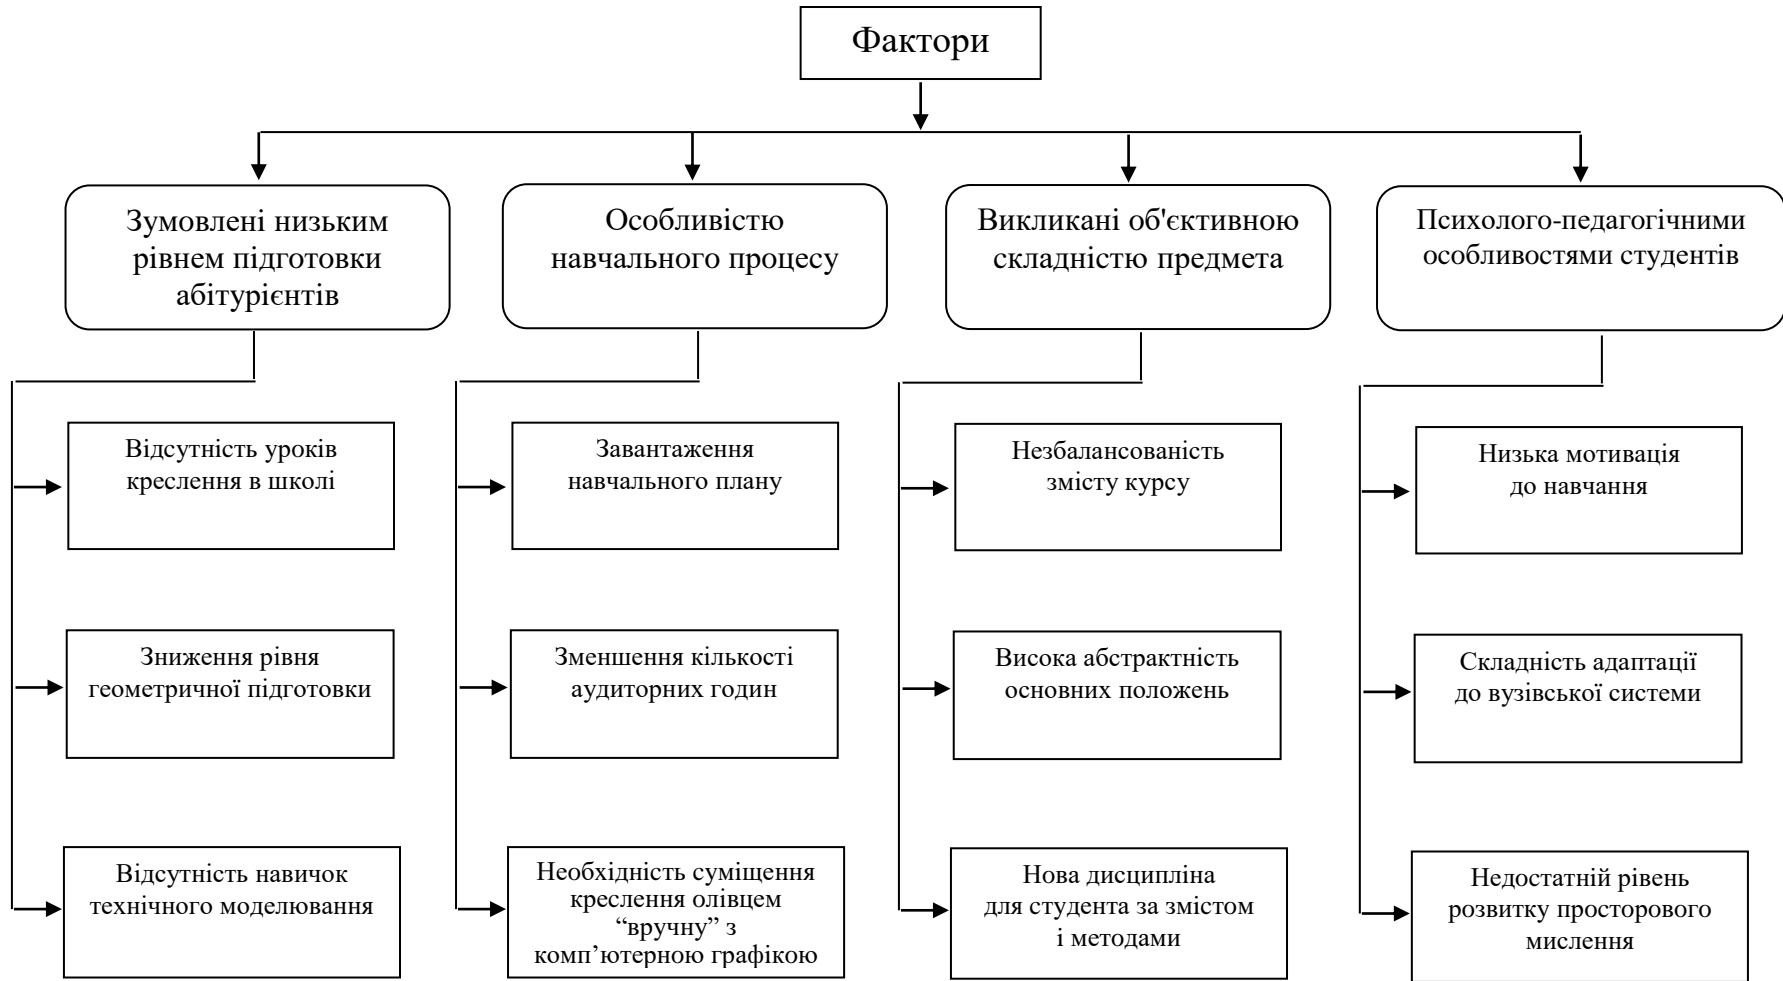 Фактори
Зумовлені низьким
рівнем підготовки
абітурієнтів
Особливістю
навчального процесу
Викликані об'єктивною
складністю предмета
Психолого-педагогічними
особливостями студентів
Відсутність уроків
креслення в школі
Завантаження
навчального плану
Незбалансованість
змісту курсу
Низька мотивація
до навчання
Зниження рівня
геометричної підготовки
Зменшення кількості
аудиторних годин
Висока абстрактність
основних положень
Складність адаптації
до вузівської системи
Відсутність навичок
технічного моделювання
Необхідність суміщення
креслення олівцем
“вручну” з
комп’ютерною графікою
Нова дисципліна
для студента за змістом
і методами
Недостатній рівень
розвитку просторового
мислення